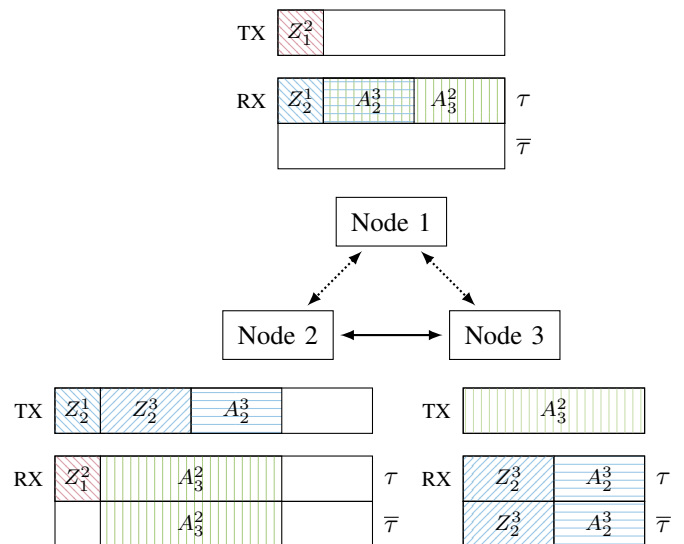 TX Z_1^2
RX Z_2^1 A_2^3 A_3^2 τ
τ̅
Node 1
Node 2 Node 3
TX Z_2^1 Z_2^3 A_2^3 TX A_3^2
RX Z_1^2 A_3^2 τ RX Z_2^3 A_2^3 τ
A_3^2 τ̅ Z_2^3 A_2^3 τ̅